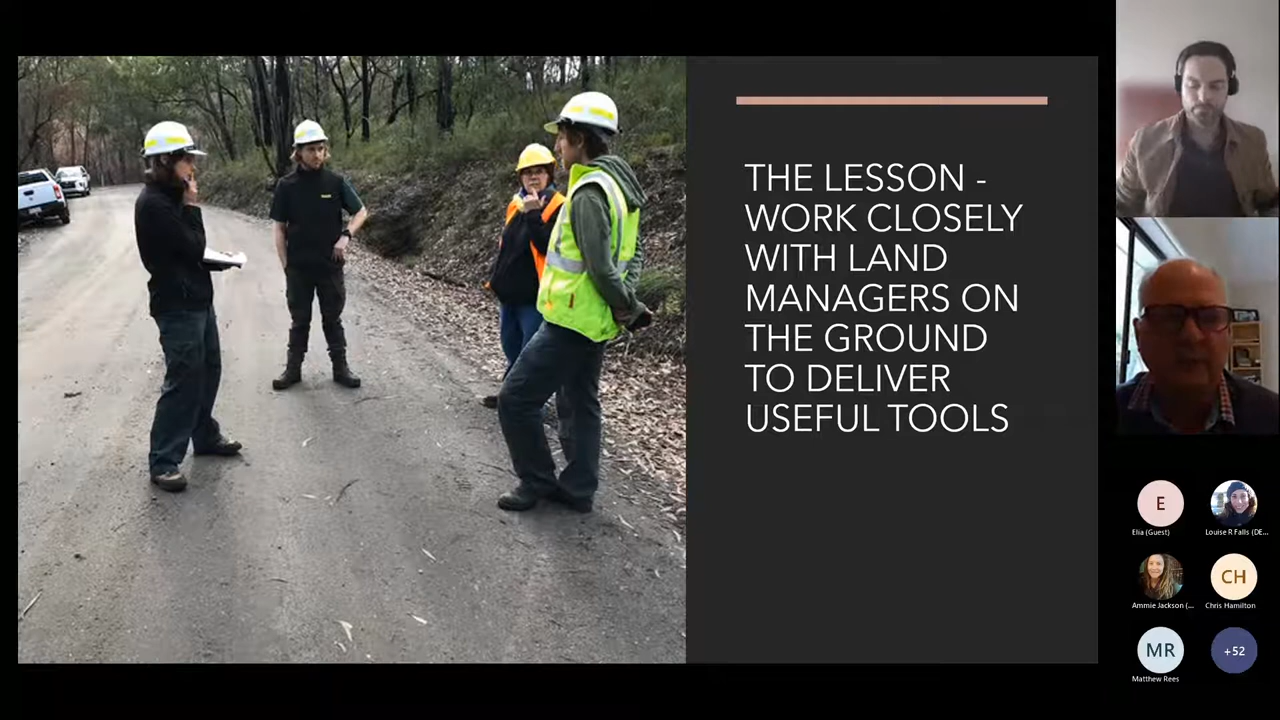 THE LESSON -
WORK CLOSELY
WITH LAND
MANAGERS ON
THE GROUND
TO DELIVER
USEFUL TOOLS
E
Elia (Guest)
Louise R Falls (DE...
Ammie Jackson (...
CH
Chris Hamilton
MR
Matthew Rees
+52